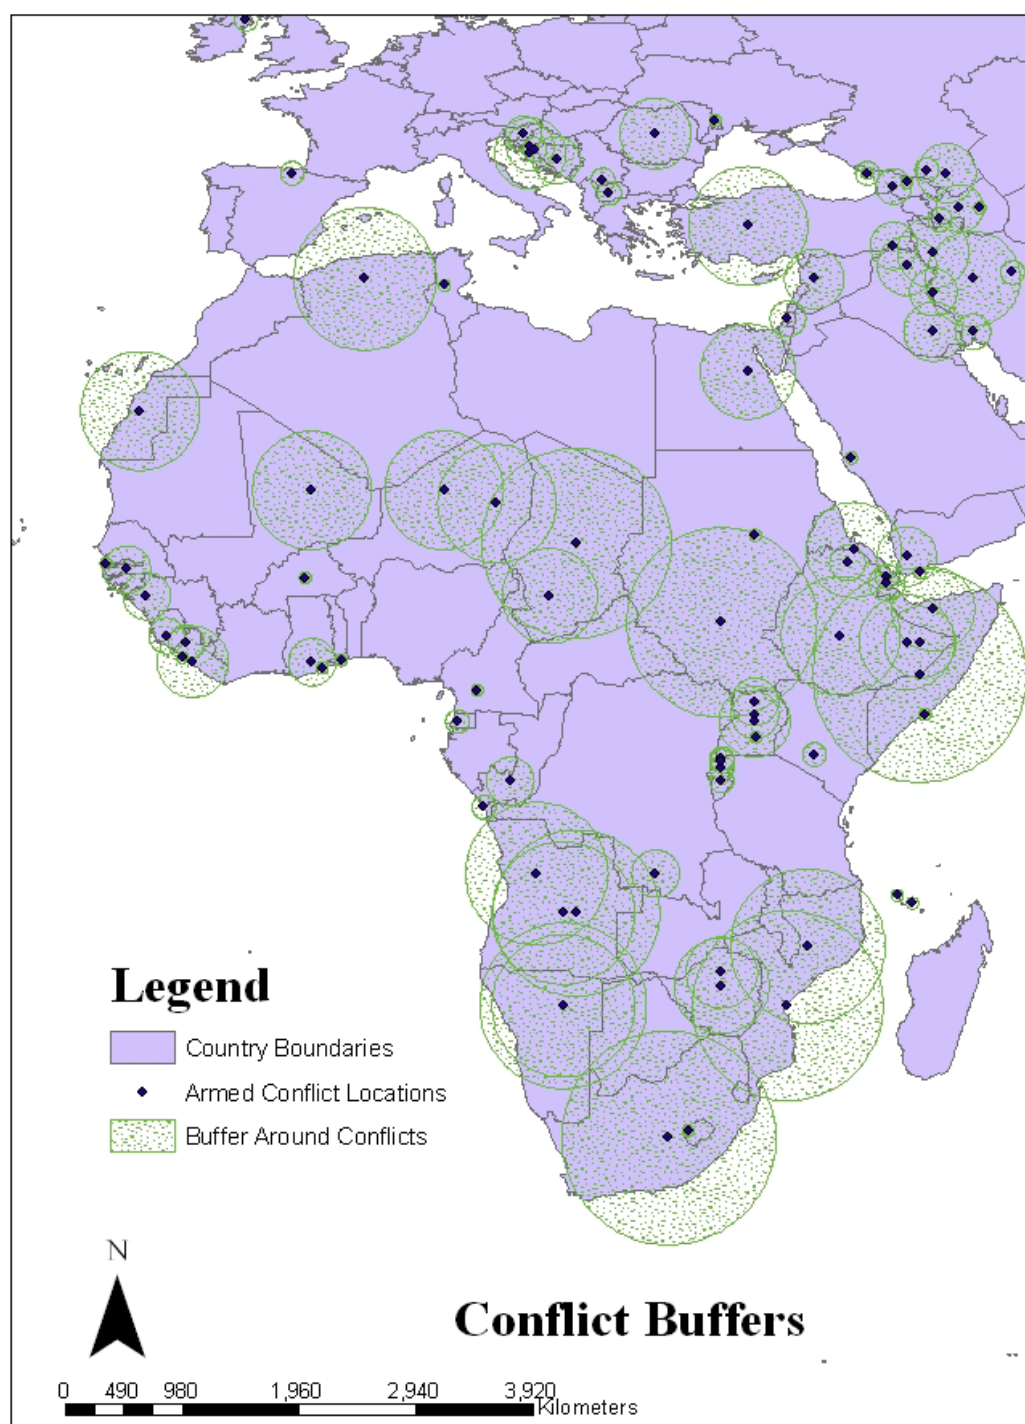 Legend
Country Boundaries
Armed Conflict Locations
Buffer Around Conflicts
N
Conflict Buffers
0 490 980 1,960 2,940 3,920
Kilometers